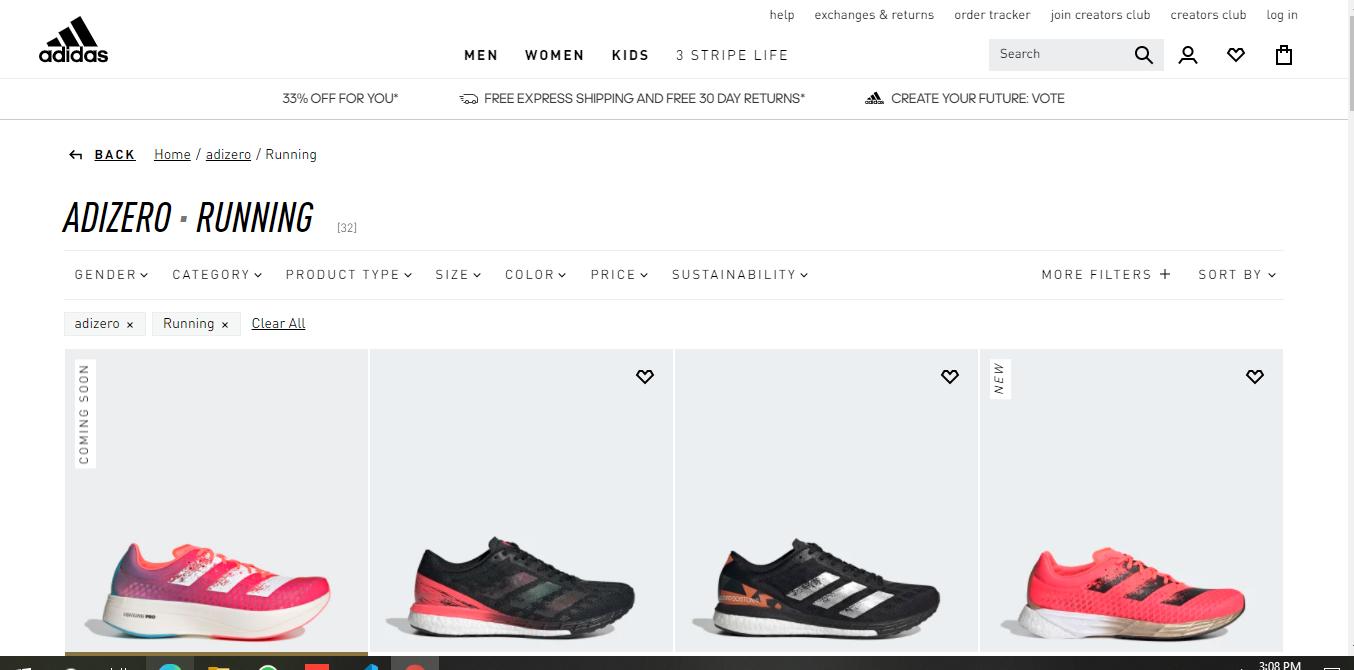 help exchanges & returns order tracker join creators club creators club log in
adidas
MEN WOMEN KIDS 3 STRIPE LIFE
Search
33% OFF FOR YOU* FREE EXPRESS SHIPPING AND FREE 30 DAY RETURNS* CREATE YOUR FUTURE: VOTE
BACK Home / adizero / Running
ADIZERO · RUNNING [32]
GENDER CATEGORY PRODUCT TYPE SIZE COLOR PRICE SUSTAINABILITY MORE FILTERS + SORT BY
adizero × Running × Clear All
COMING SOON
NEW
3:08 PM